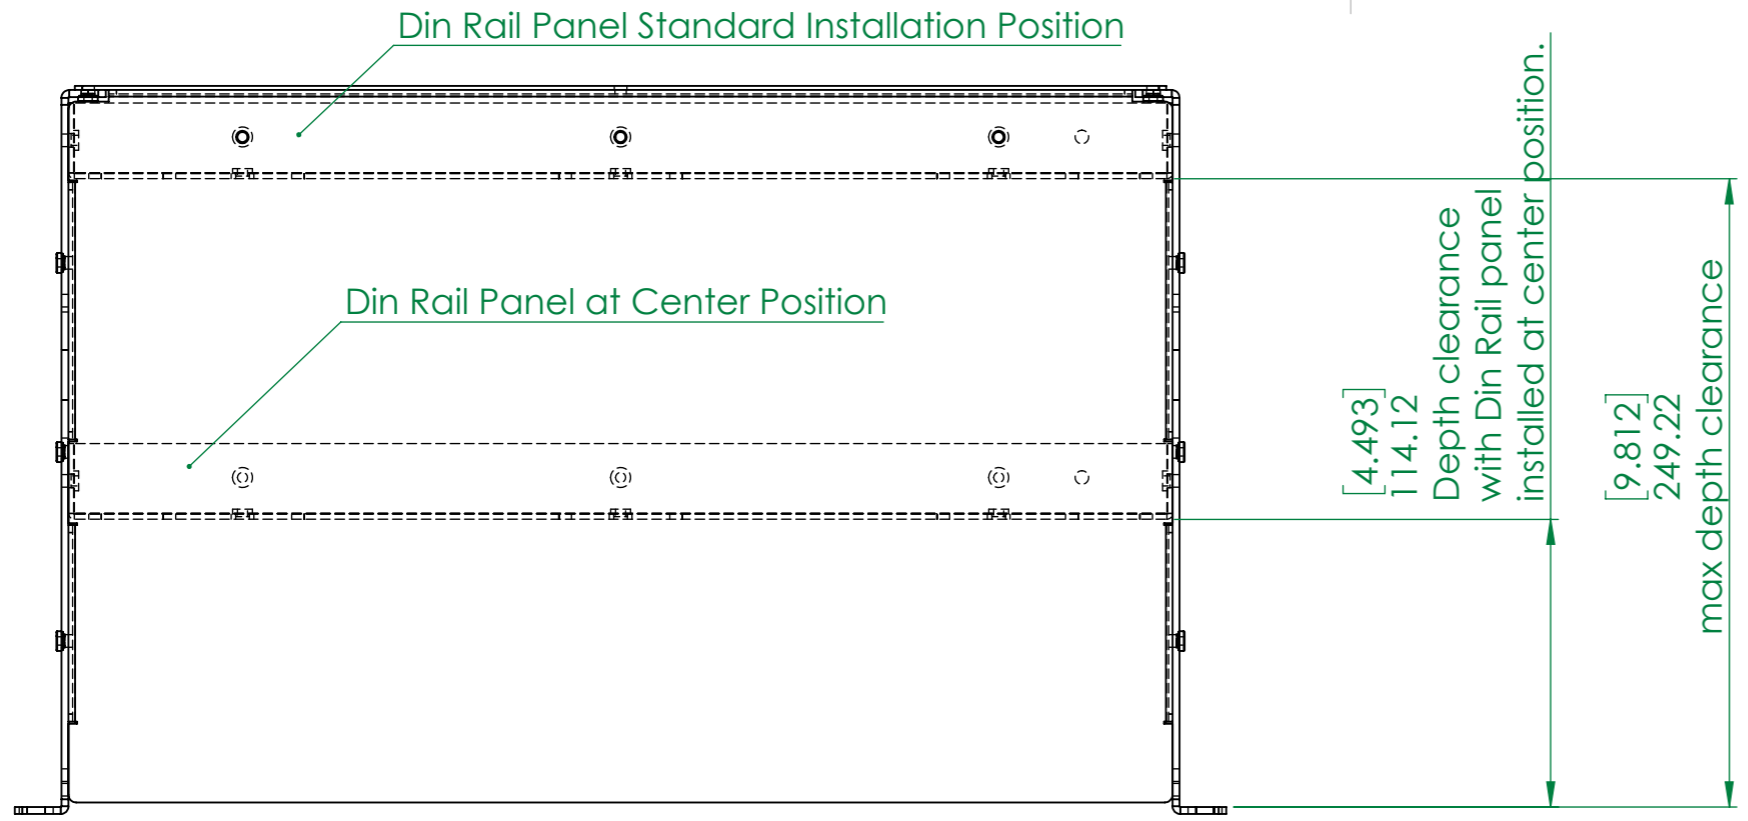 Din Rail Panel Standard Installation Position
Din Rail Panel at Center Position
[4.493]
114.12
Depth clearance
with Din Rail panel
installed at center position.
[9.812]
249.22
max depth clearance